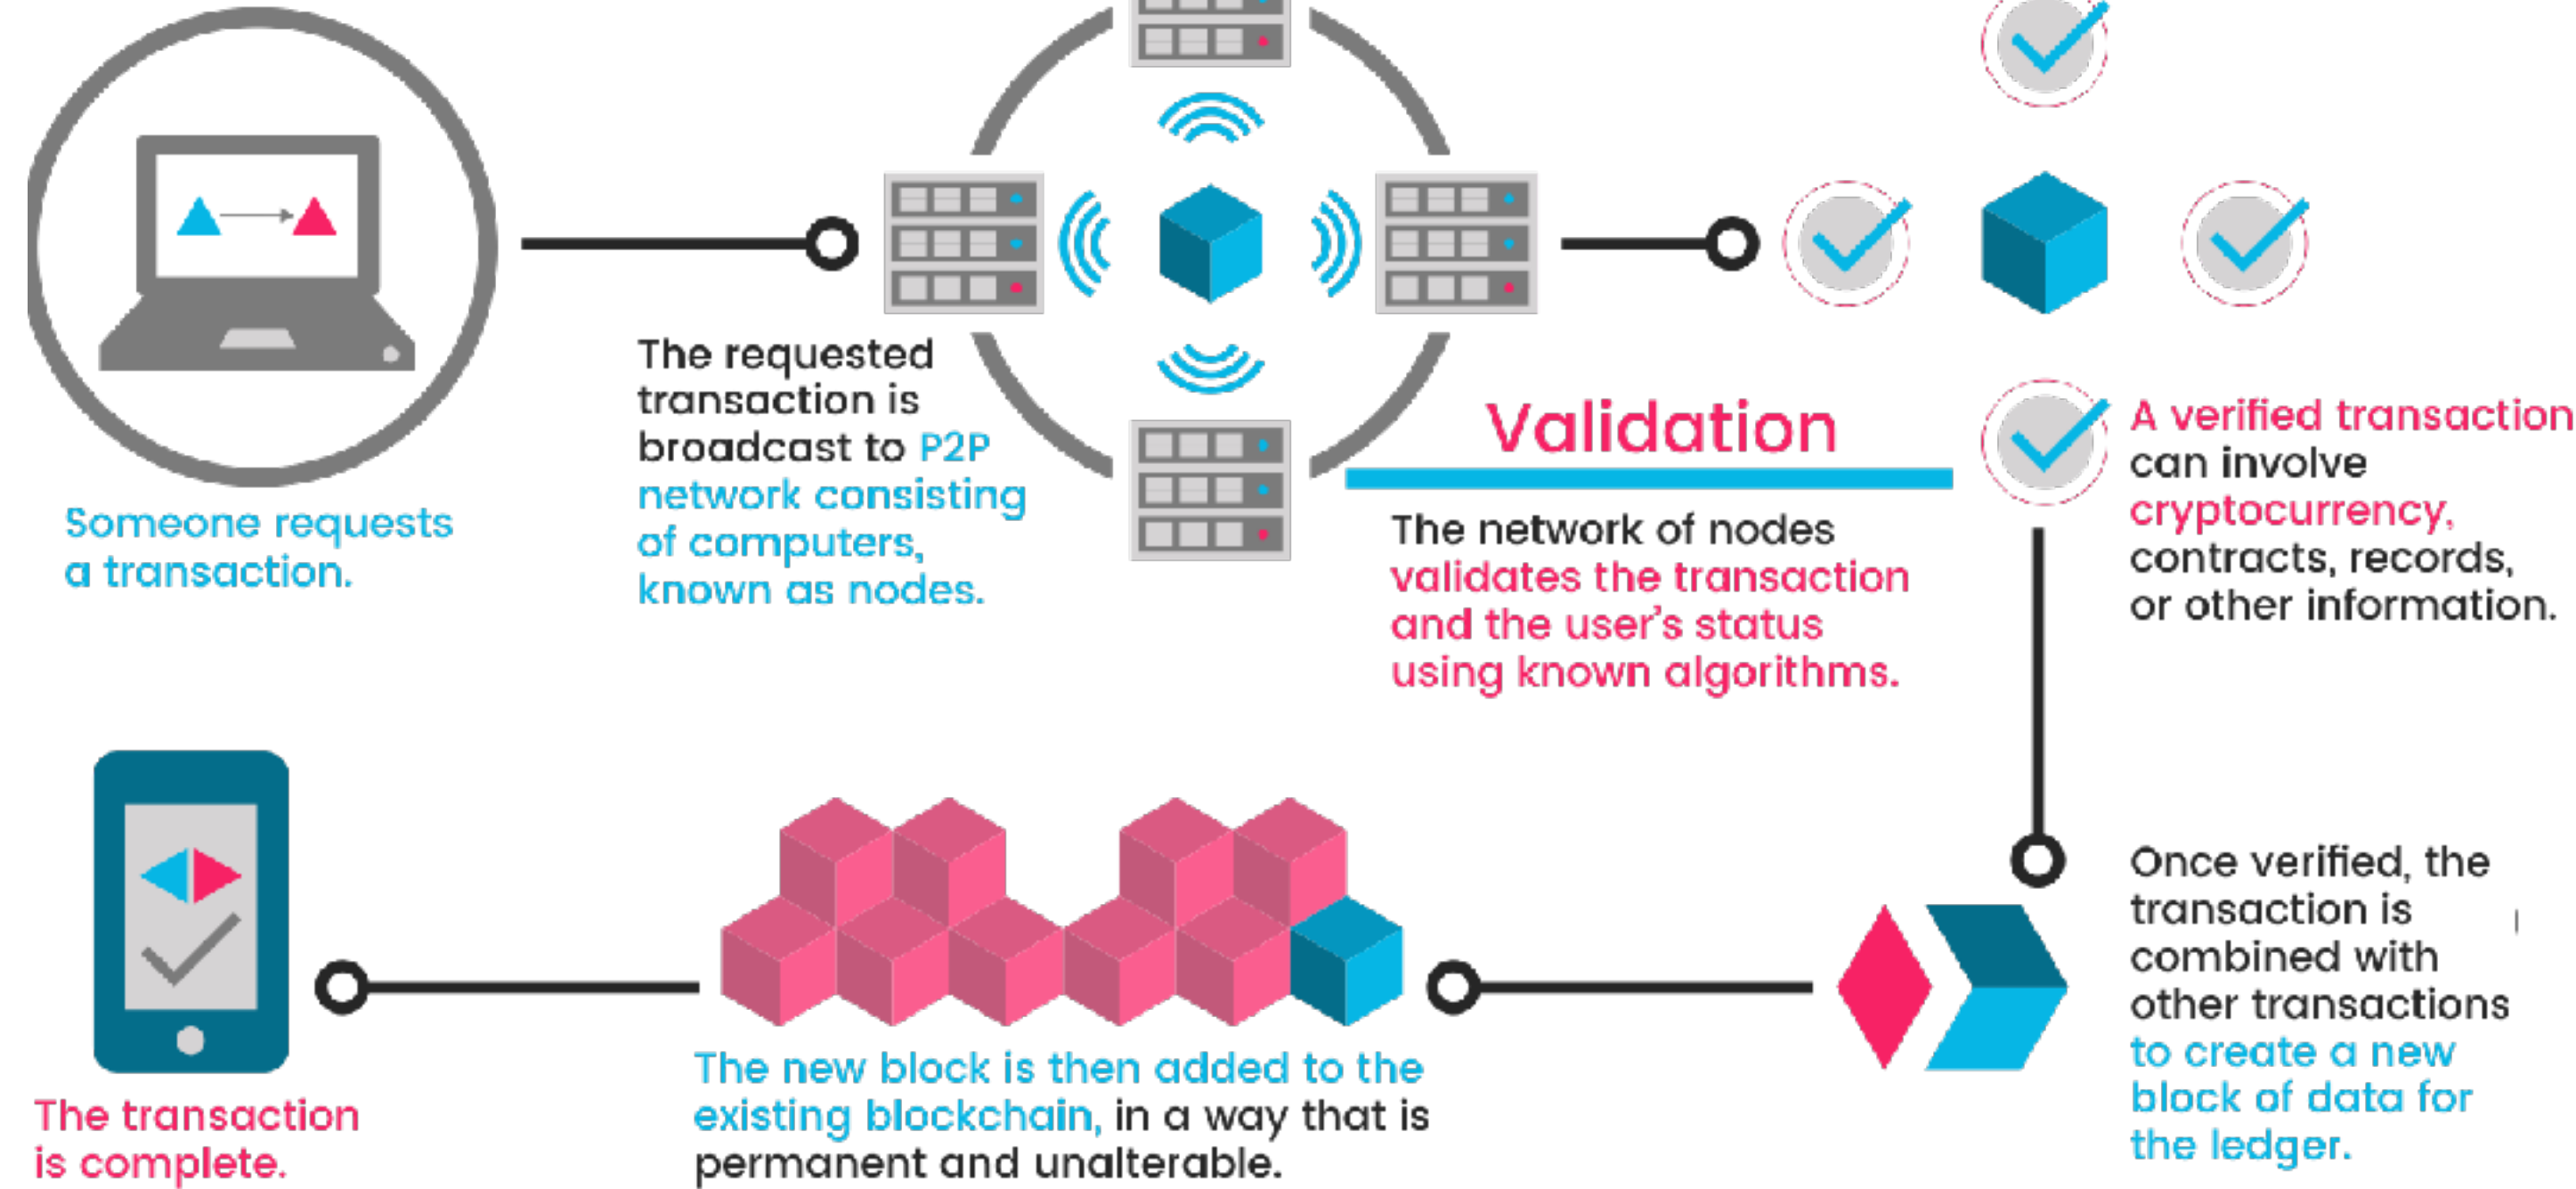 Someone requests
a transaction.
The requested
transaction is
broadcast to P2P
network consisting
of computers,
known as nodes.
Validation
The network of nodes
validates the transaction
and the user's status
using known algorithms.
A verified transaction
can involve
cryptocurrency,
contracts, records,
or other information.
Once verified, the
transaction is
combined with
other transactions
to create a new
block of data for
the ledger.
The new block is then added to the
existing blockchain, in a way that is
permanent and unalterable.
The transaction
is complete.